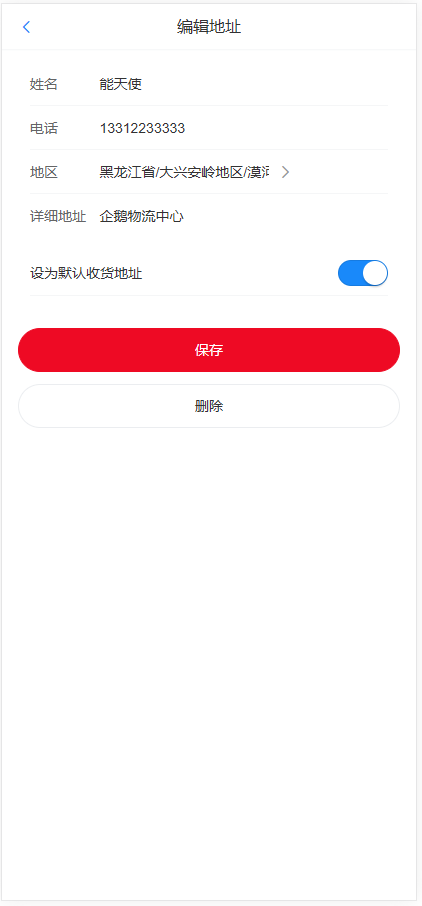 编辑地址
姓名 能天使
电话 13312233333
地区 黑龙江省/大兴安岭地区/漠
详细地址 企鹅物流中心
设为默认收货地址
保存
删除